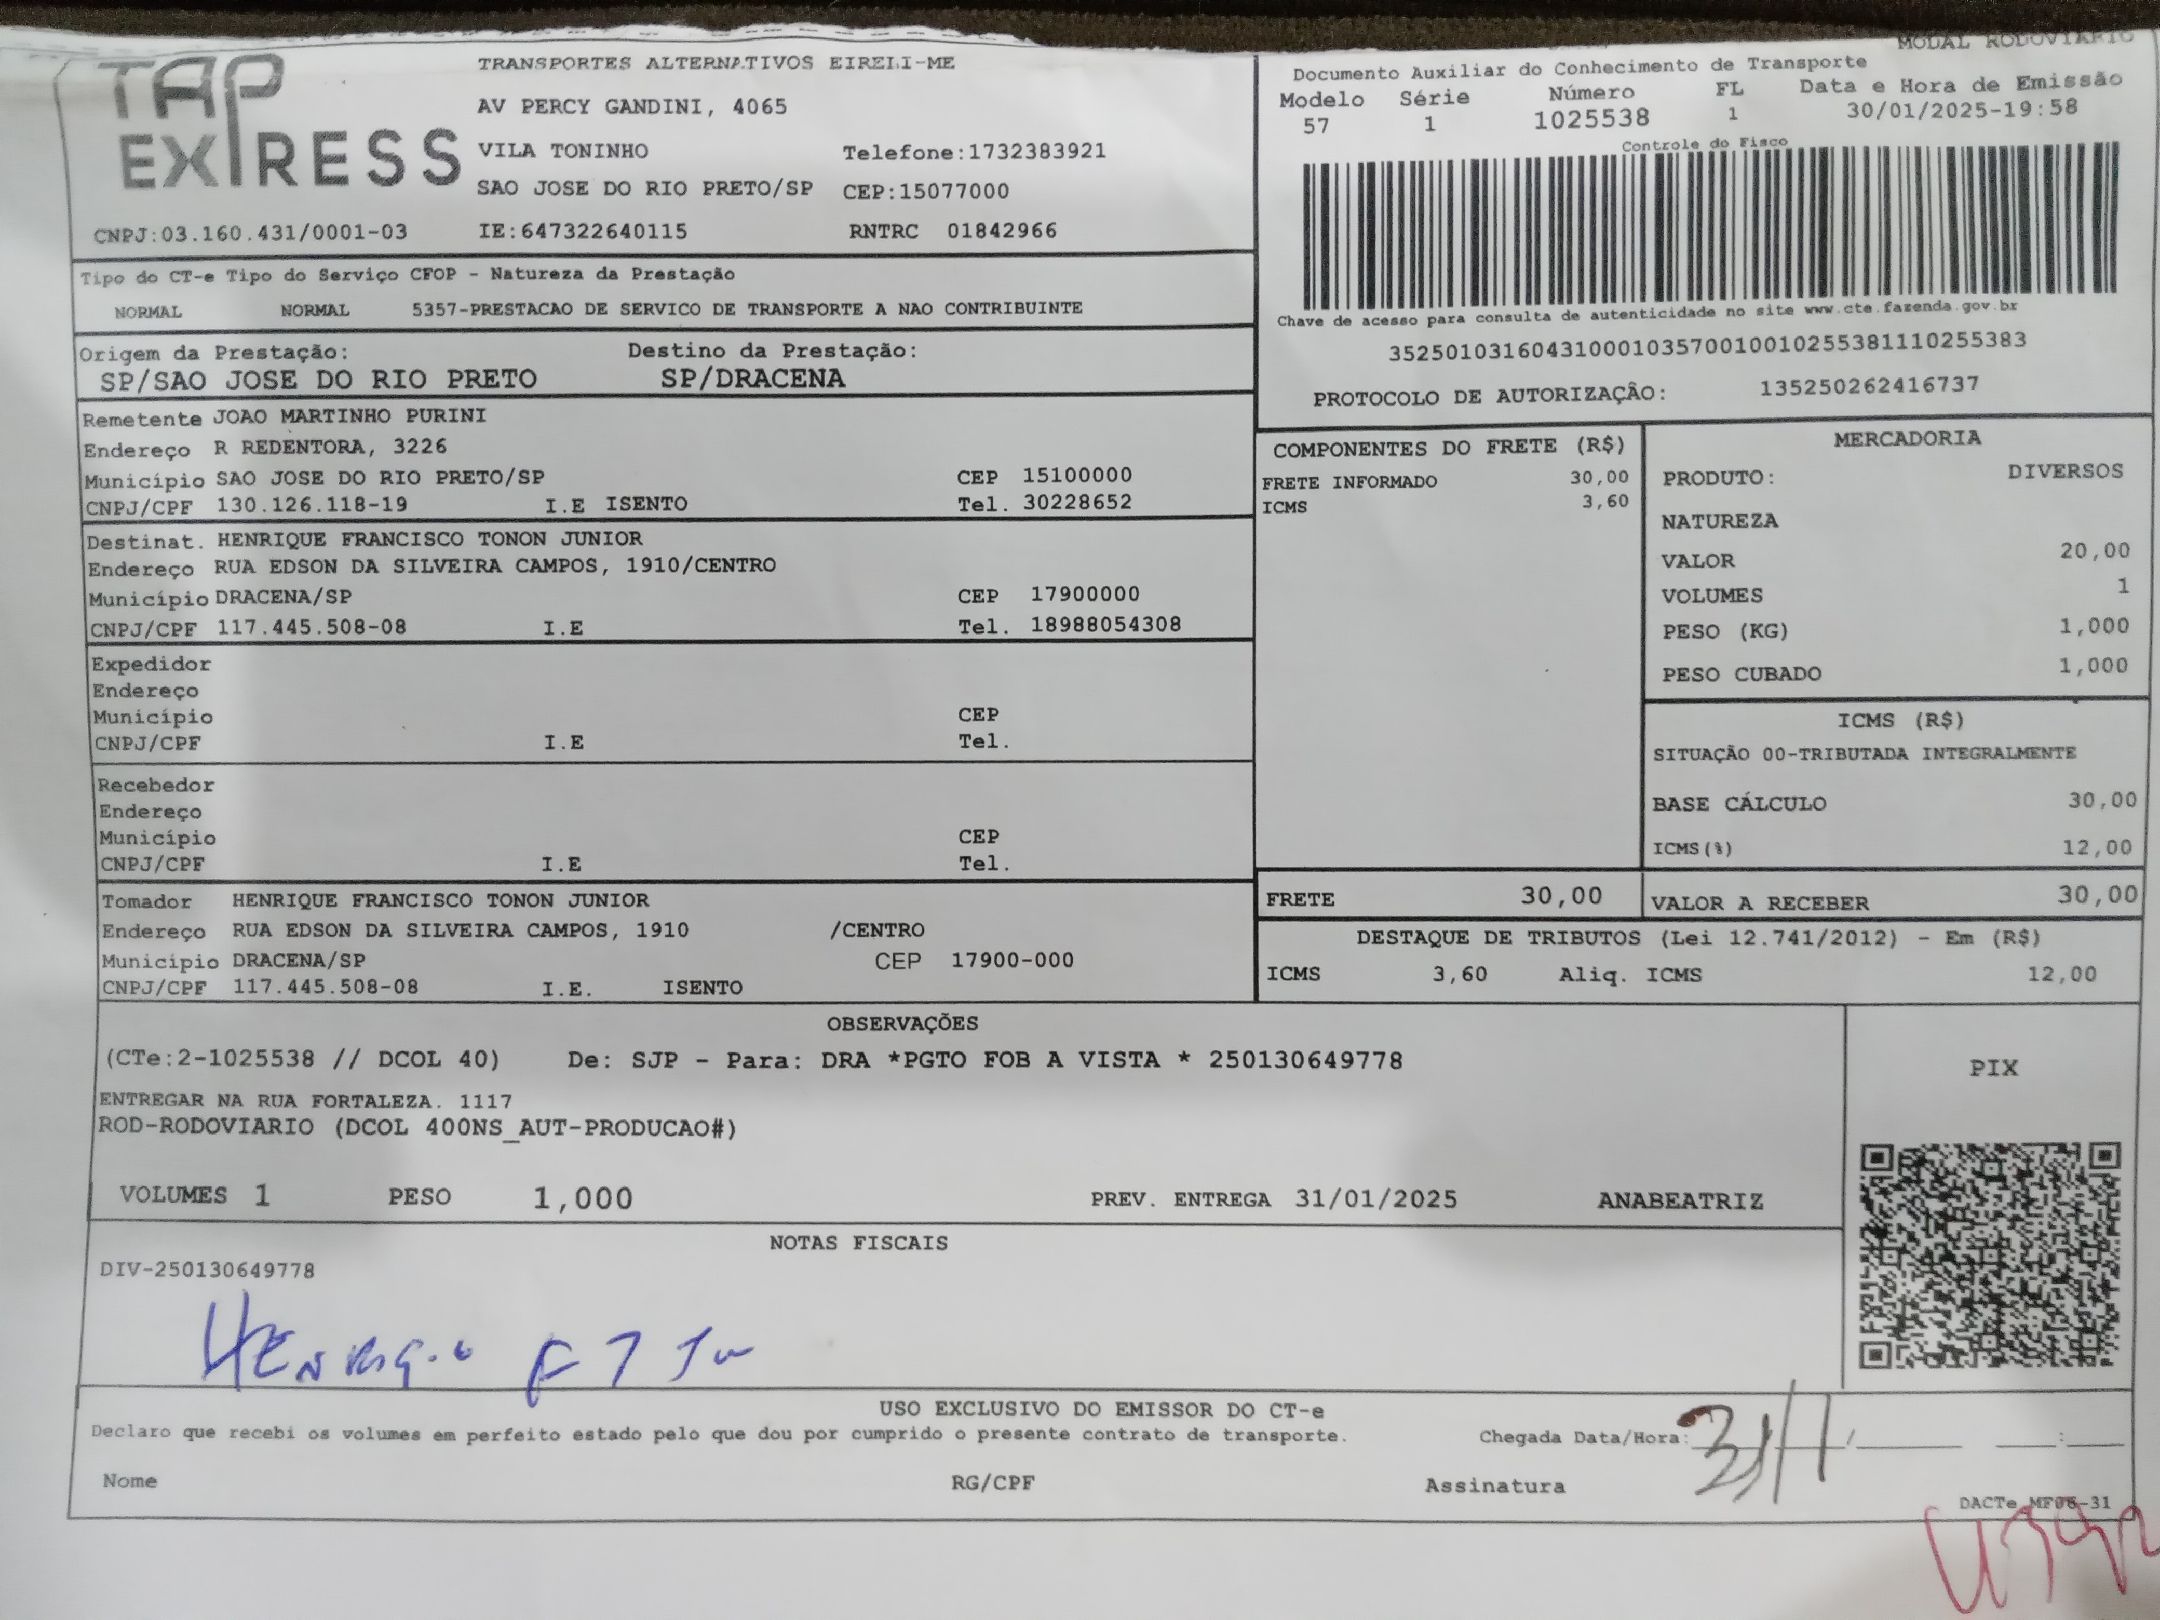 MODAL RODOVIÁRIO
TAP EXPRESS
TRANSPORTES ALTERNATIVOS EIRELI-ME
AV PERCY GANDINI, 4065
VILA TONINHO Telefone:1732383921
SAO JOSE DO RIO PRETO/SP CEP:15077000
CNPJ:03.160.431/0001-03 IE:647322640115 RNTRC 01842966
Documento Auxiliar do Conhecimento de Transporte
Modelo Série Número FL Data e Hora de Emissão
57 1 1025538 1 30/01/2025-19:58
Controle do Fisco
Chave de acesso para consulta de autenticidade no site www.cte.fazenda.gov.br
35250103160431000103570010010255381110255383
PROTOCOLO DE AUTORIZAÇÃO: 135250262416737
Tipo do CT-e Tipo do Serviço CFOP - Natureza da Prestação
NORMAL NORMAL 5357-PRESTACAO DE SERVICO DE TRANSPORTE A NAO CONTRIBUINTE
Origem da Prestação: Destino da Prestação:
SP/SAO JOSE DO RIO PRETO SP/DRACENA
Remetente JOAO MARTINHO PURINI
Endereço R REDENTORA, 3226
Município SAO JOSE DO RIO PRETO/SP CEP 15100000
CNPJ/CPF 130.126.118-19 I.E ISENTO Tel. 30228652
Destinat. HENRIQUE FRANCISCO TONON JUNIOR
Endereço RUA EDSON DA SILVEIRA CAMPOS, 1910/CENTRO
Município DRACENA/SP CEP 17900000
CNPJ/CPF 117.445.508-08 I.E Tel. 18988054308
Expedidor
Endereço
Município CEP
CNPJ/CPF I.E Tel.
Recebedor
Endereço
Município CEP
CNPJ/CPF I.E Tel.
Tomador HENRIQUE FRANCISCO TONON JUNIOR
Endereço RUA EDSON DA SILVEIRA CAMPOS, 1910 /CENTRO
Município DRACENA/SP CEP 17900-000
CNPJ/CPF 117.445.508-08 I.E. ISENTO
COMPONENTES DO FRETE (R$)
FRETE INFORMADO 30,00
ICMS 3,60
MERCADORIA
PRODUTO: DIVERSOS
NATUREZA
VALOR 20,00
VOLUMES 1
PESO (KG) 1,000
PESO CUBADO 1,000
ICMS (R$)
SITUAÇÃO 00-TRIBUTADA INTEGRALMENTE
BASE CÁLCULO 30,00
ICMS(%) 12,00
FRETE 30,00 VALOR A RECEBER 30,00
DESTAQUE DE TRIBUTOS (Lei 12.741/2012) - Em (R$)
ICMS 3,60 Aliq. ICMS 12,00
OBSERVAÇÕES
(CTe:2-1025538 // DCOL 40) De: SJP - Para: DRA *PGTO FOB A VISTA * 250130649778
ENTREGAR NA RUA FORTALEZA. 1117
ROD-RODOVIARIO (DCOL 400NS_AUT-PRODUCAO#)
VOLUMES 1 PESO 1,000 PREV. ENTREGA 31/01/2025 ANABEATRIZ
PIX
NOTAS FISCAIS
DIV-250130649778
USO EXCLUSIVO DO EMISSOR DO CT-e
Declaro que recebi os volumes em perfeito estado pelo que dou por cumprido o presente contrato de transporte. Chegada Data/Hora: 31/1
Nome RG/CPF Assinatura
DACTe MF06-31